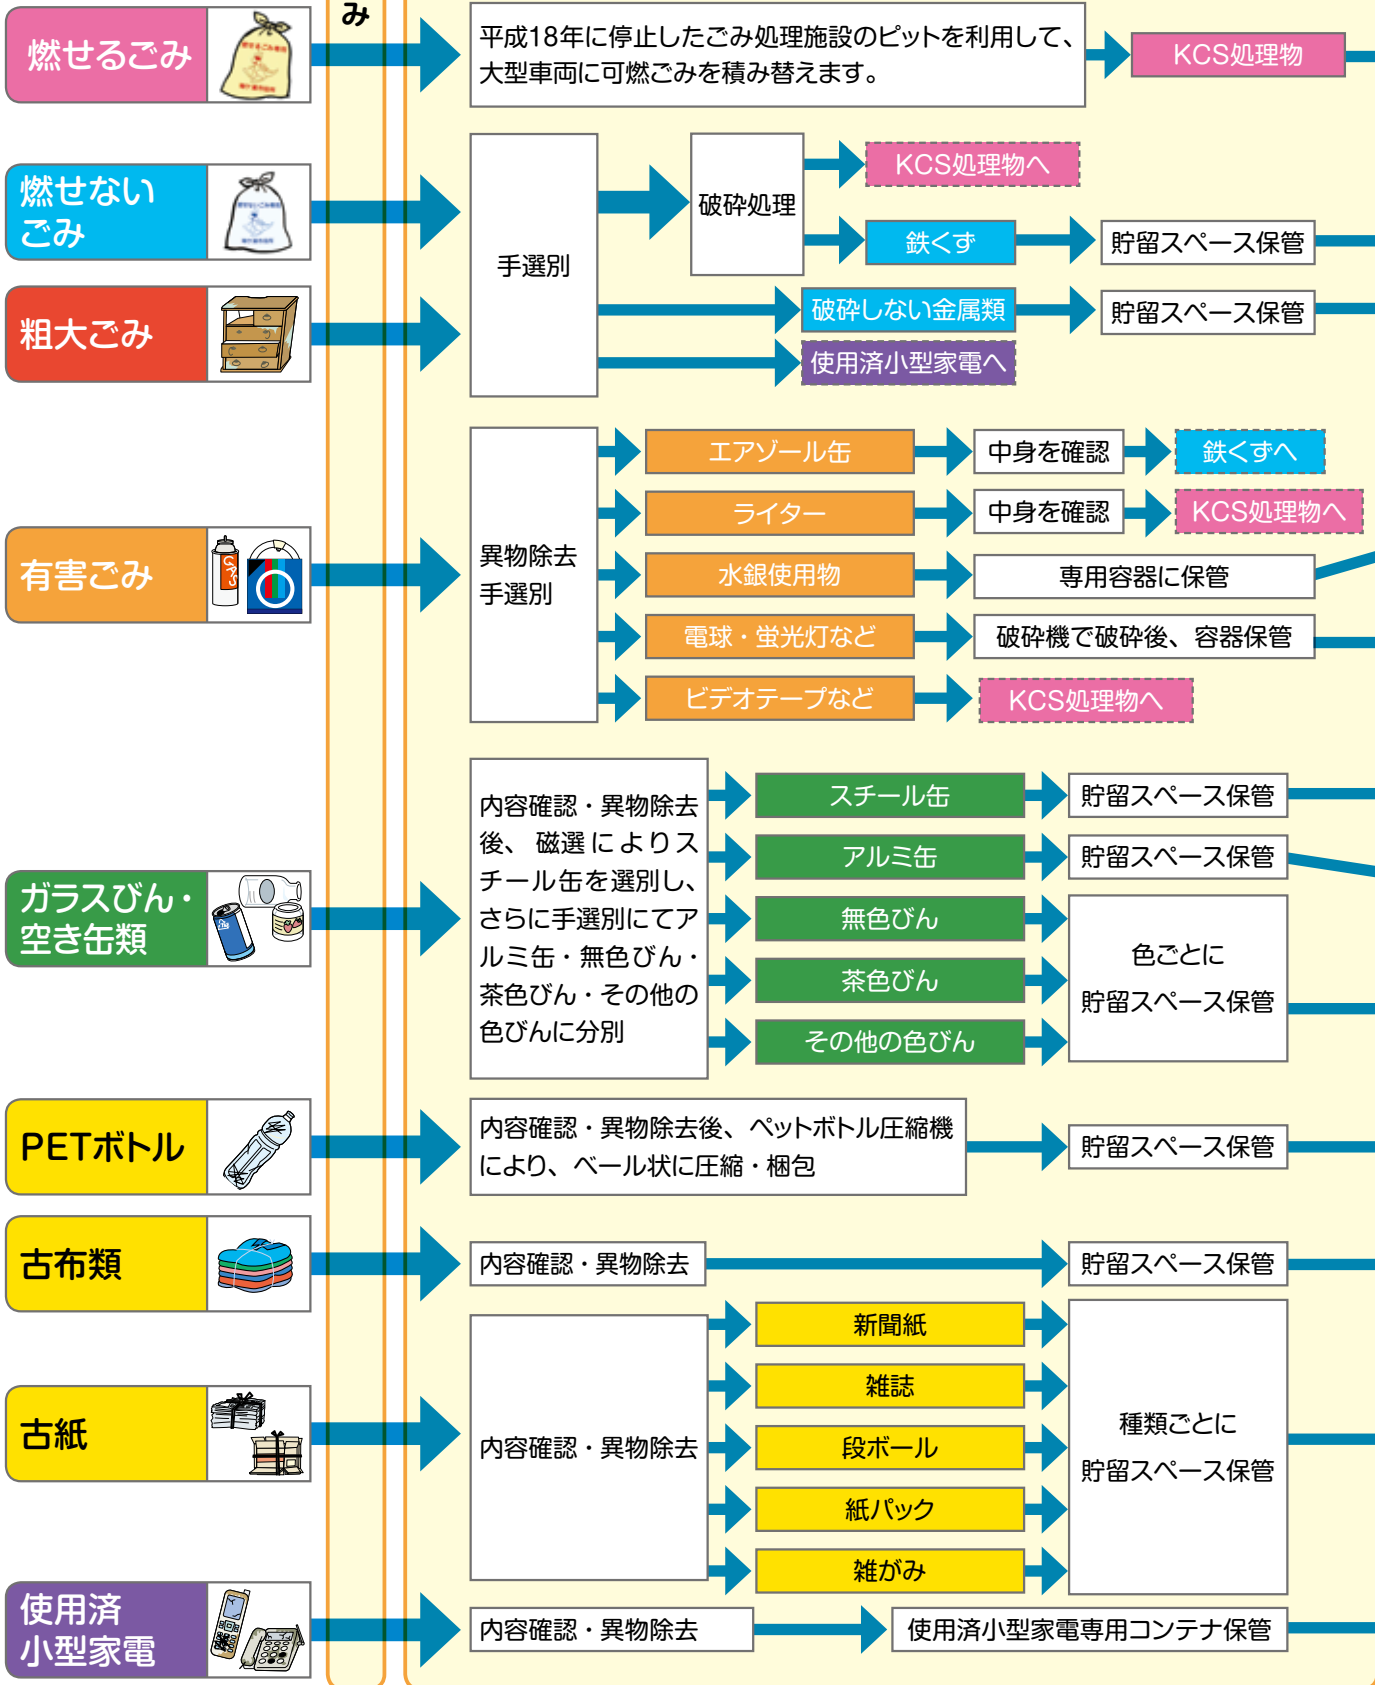 み
燃せるごみ
平成18年に停止したごみ処理施設のピットを利用して、
大型車両に可燃ごみを積み替えます。
KCS処理物
燃せない
ごみ
粗大ごみ
手選別
破砕処理
KCS処理物へ
鉄くず
貯留スペース保管
破砕しない金属類
貯留スペース保管
使用済小型家電へ
有害ごみ
異物除去
手選別
エアゾール缶
中身を確認
鉄くずへ
ライター
中身を確認
KCS処理物へ
水銀使用物
専用容器に保管
電球・蛍光灯など
破砕機で破砕後、容器保管
ビデオテープなど
KCS処理物へ
ガラスびん・
空き缶類
内容確認・異物除去
後、磁選によりス
チール缶を選別し、
さらに手選別にてア
ルミ缶・無色びん・
茶色びん・その他の
色びんに分別
スチール缶
貯留スペース保管
アルミ缶
貯留スペース保管
無色びん
茶色びん
その他の色びん
色ごとに
貯留スペース保管
PETボトル
内容確認・異物除去後、ペットボトル圧縮機
により、ベール状に圧縮・梱包
貯留スペース保管
古布類
内容確認・異物除去
貯留スペース保管
古紙
内容確認・異物除去
新聞紙
雑誌
段ボール
紙パック
雑がみ
種類ごとに
貯留スペース保管
使用済
小型家電
内容確認・異物除去
使用済小型家電専用コンテナ保管